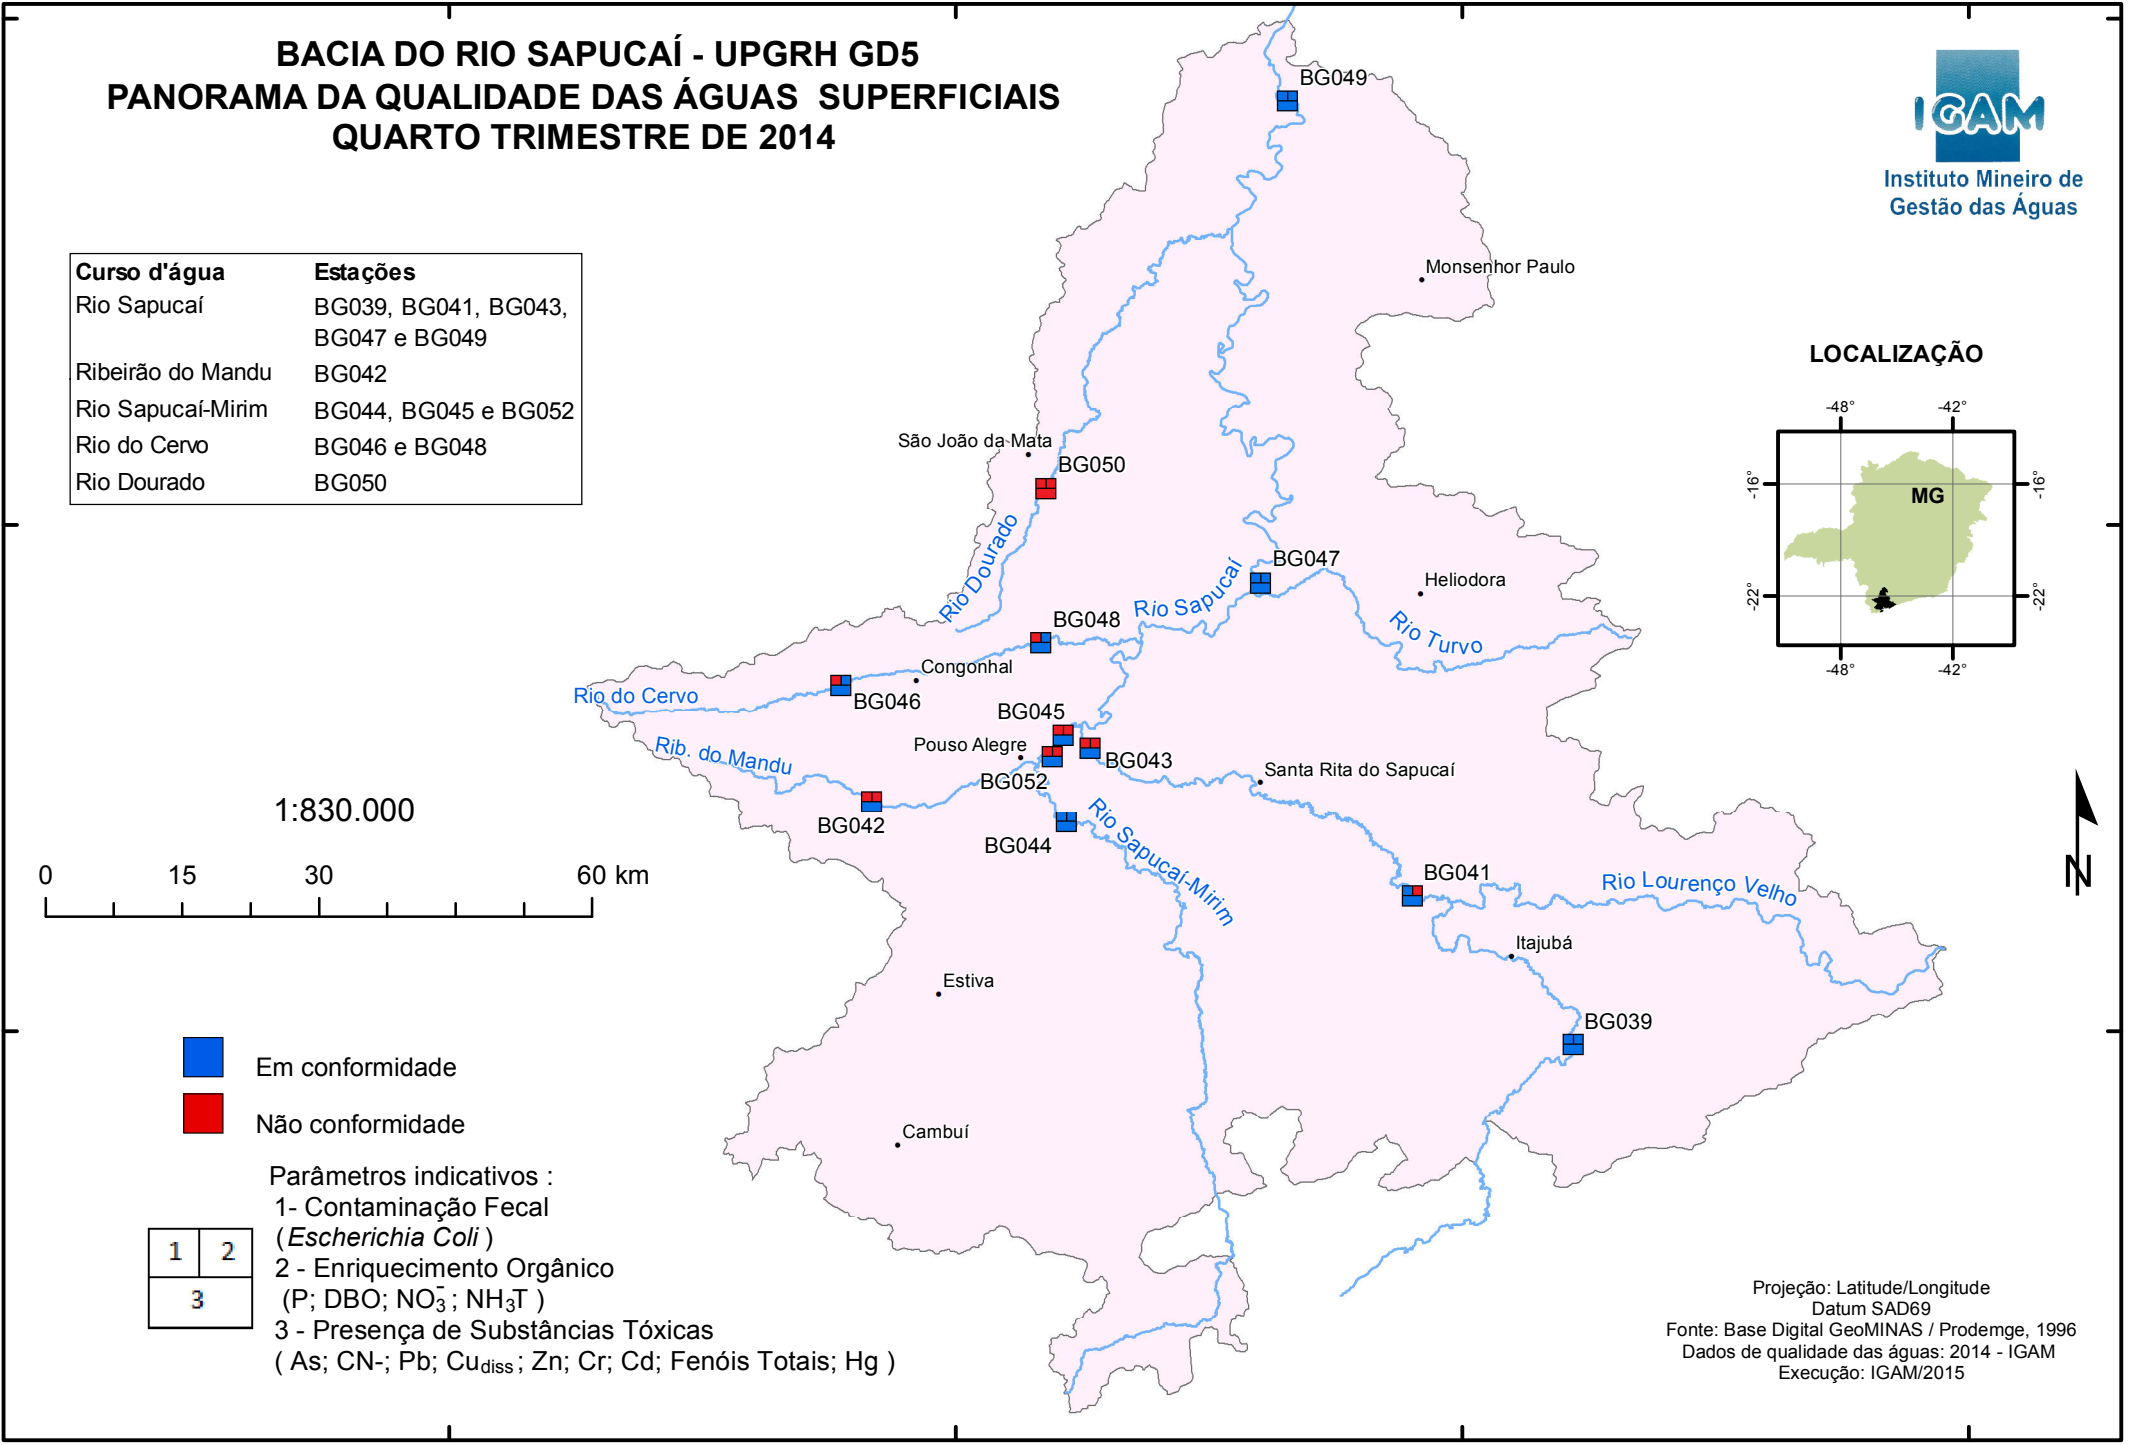 BACIA DO RIO SAPUCAÍ - UPGRH GD5
PANORAMA DA QUALIDADE DAS ÁGUAS SUPERFICIAIS
QUARTO TRIMESTRE DE 2014
IGAM
Instituto Mineiro de
Gestão das Águas
Curso d'água Estações
Rio Sapucaí BG039, BG041, BG043,
BG047 e BG049
Ribeirão do Mandu BG042
Rio Sapucaí-Mirim BG044, BG045 e BG052
Rio do Cervo BG046 e BG048
Rio Dourado BG050
BG049
Monsenhor Paulo
São João da Mata
BG050
Rio Dourado
BG047
Rio Sapucaí
Heliodora
Rio Turvo
BG048
Congonhal
Rio do Cervo
BG046
BG045
Rib. do Mandu
Pouso Alegre
BG043
BG052
Santa Rita do Sapucaí
BG042
BG044
Rio Sapucaí-Mirim
BG041
Rio Lourenço Velho
Itajubá
Estiva
BG039
Cambuí
LOCALIZAÇÃO
-48° -42°
-16° -16°
MG
-22° -22°
-48° -42°
1:830.000
0 15 30 60 km
N
Em conformidade
Não conformidade
Parâmetros indicativos :
1- Contaminação Fecal
( Escherichia Coli )
2 - Enriquecimento Orgânico
(P; DBO; NO₃⁻; NH₃T )
3 - Presença de Substâncias Tóxicas
( As; CN-; Pb; Cu diss ; Zn; Cr; Cd; Fenóis Totais; Hg )
1 2
3
Projeção: Latitude/Longitude
Datum SAD69
Fonte: Base Digital GeoMINAS / Prodemge, 1996
Dados de qualidade das águas: 2014 - IGAM
Execução: IGAM/2015